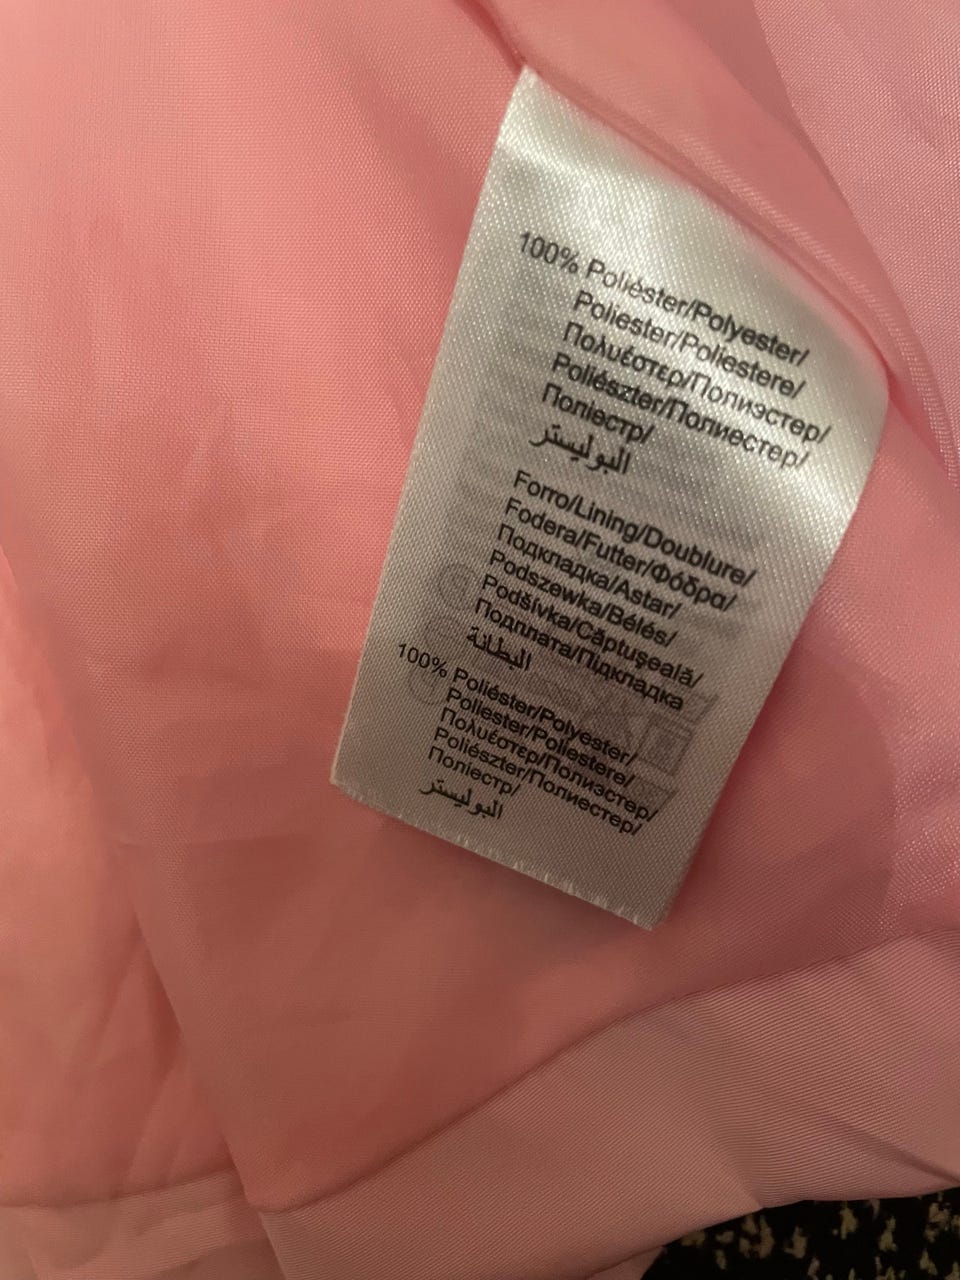 100% Poliéster/Polyester/
Poliester/Poliestere/
Πολυέστερ/Полиэстер/
Poliészter/Полиестер/
Поліестр/
البوليستر
Forro/Lining/Doublure/
Fodera/Futter/Φόδρα/
Подкладка/Astar/
Podszewka/Bélés/
Podšívka/Căptuşeală/
Подплата/Підкладка
البطانة
100% Poliéster/Polyester/
Poliester/Poliestere/
Πολυέστερ/Полиэстер/
Poliészter/Полиестер/
Поліестр/
البوليستر